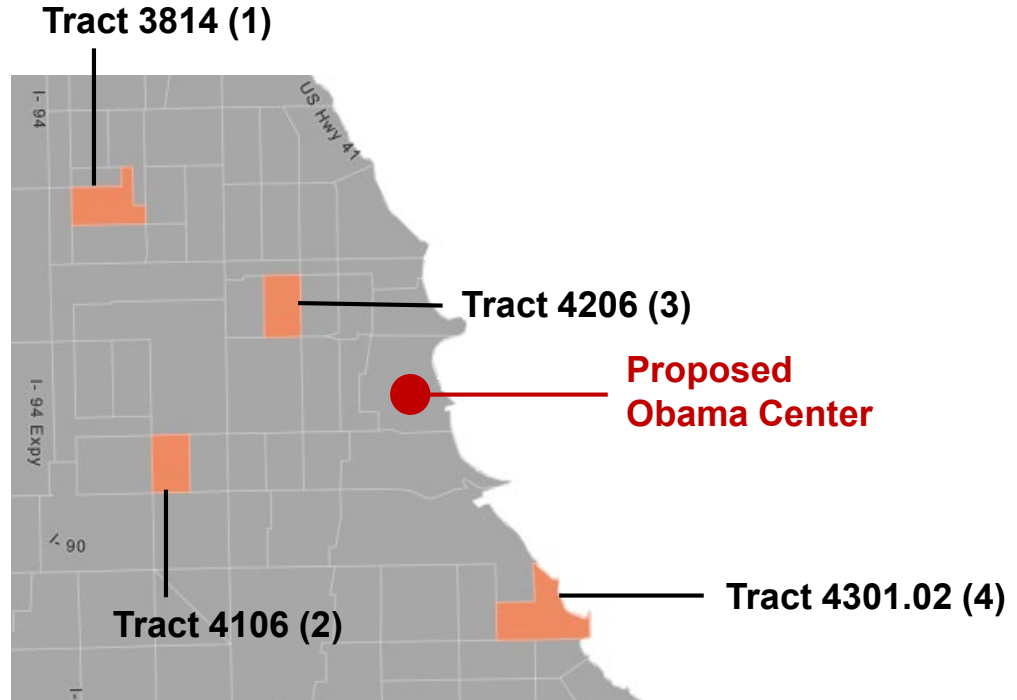 Tract 3814 (1)
I- 94
US Hwy 41
Tract 4206 (3)
Proposed
Obama Center
I- 94 Expy
I- 90
Tract 4301.02 (4)
Tract 4106 (2)
I-